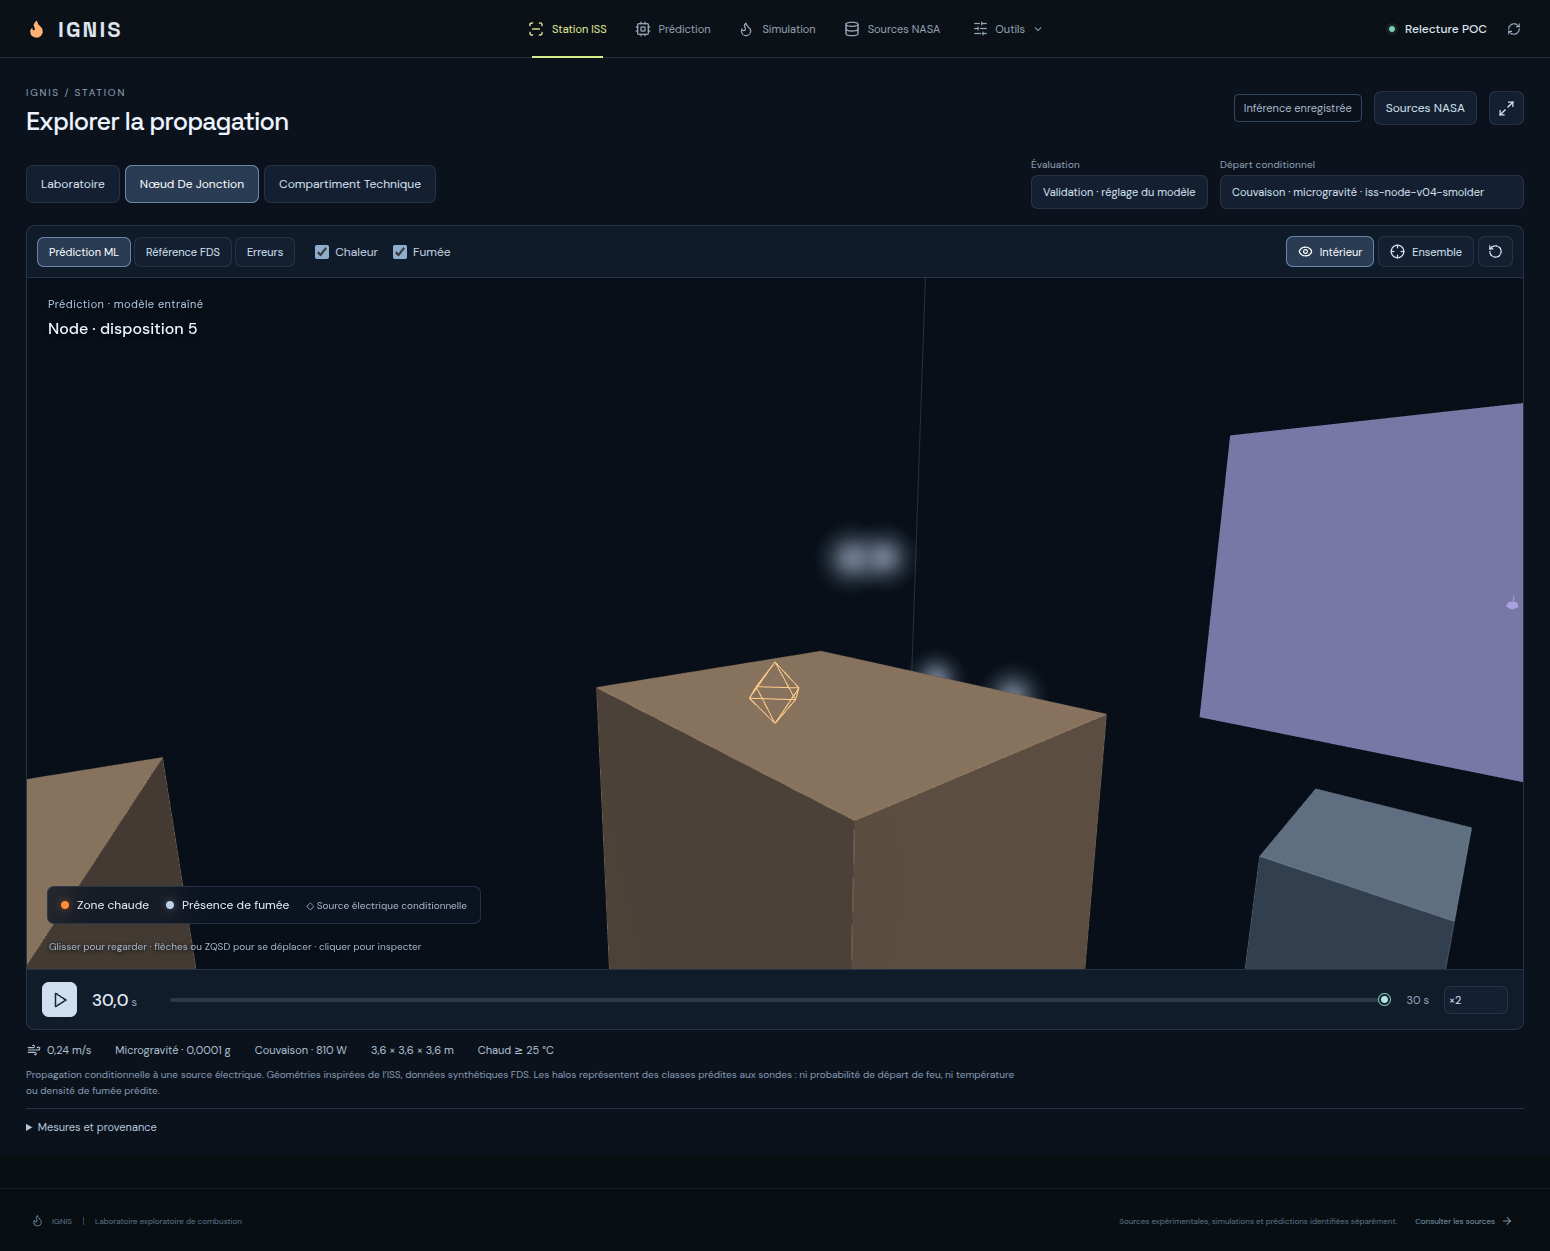 IGNIS
Station ISS
Prédiction
Simulation
Sources NASA
Outils
Relecture POC
IGNIS / STATION
Explorer la propagation
Inférence enregistrée
Sources NASA
Laboratoire
Nœud De Jonction
Compartiment Technique
Évaluation
Validation · réglage du modèle
Départ conditionnel
Couvaison · microgravité · iss-node-v04-smolder
Prédiction ML
Référence FDS
Erreurs
Chaleur
Fumée
Intérieur
Ensemble
Prédiction · modèle entraîné
Node · disposition 5
Zone chaude
Présence de fumée
◇ Source électrique conditionnelle
Glisser pour regarder · flèches ou ZQSD pour se déplacer · cliquer pour inspecter
30,0 s
30 s
×2
0,24 m/s
Microgravité · 0,0001 g
Couvaison · 810 W
3,6 × 3,6 × 3,6 m
Chaud ≥ 25 °C
Propagation conditionnelle à une source électrique. Géométries inspirées de l'ISS, données synthétiques FDS. Les halos représentent des classes prédites aux sondes : ni probabilité de départ de feu, ni température
ou densité de fumée prédite.
Mesures et provenance
IGNIS | Laboratoire exploratoire de combustion
Sources expérimentales, simulations et prédictions identifiées séparément.
Consulter les sources